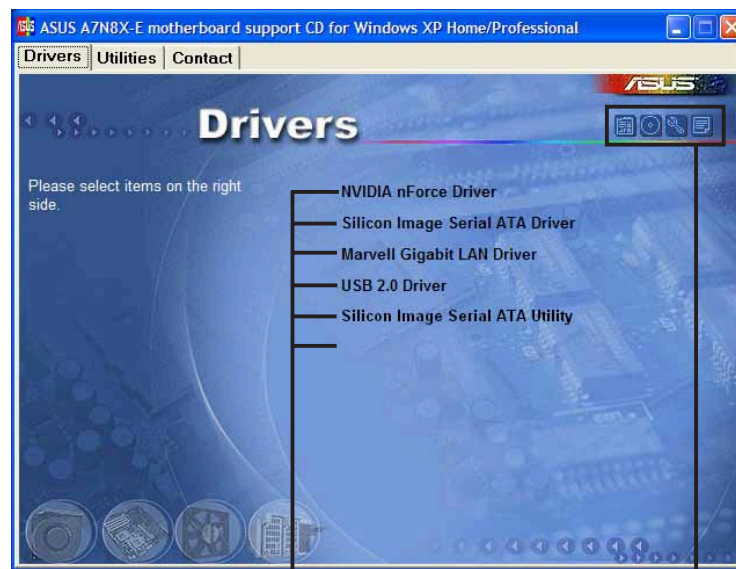 ASUS A7N8X-E motherboard support CD for Windows XP Home/Professional
Drivers Utilities Contact
ASUS
Drivers
Please select items on the right
side.
NVIDIA nForce Driver
Silicon Image Serial ATA Driver
Marvell Gigabit LAN Driver
USB 2.0 Driver
Silicon Image Serial ATA Utility